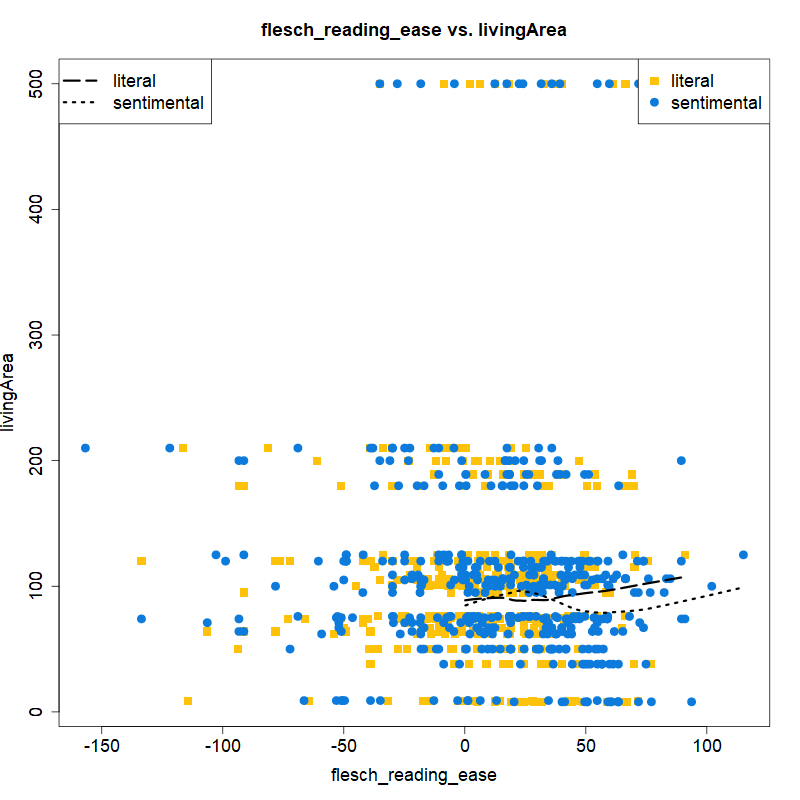 flesch_reading_ease vs. livingArea
literal
sentimental
literal
sentimental
livingArea
500
400
300
200
100
0
-150
-100
-50
0
50
100
flesch_reading_ease